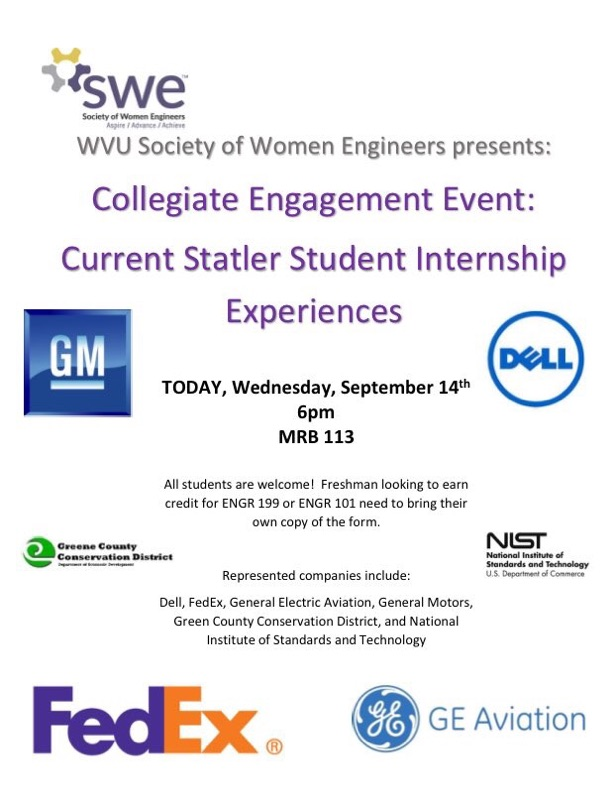 swe™
Society of Women Engineers
Aspire / Advance / Achieve
WVU Society of Women Engineers presents:
Collegiate Engagement Event:
Current Statler Student Internship
Experiences
GM
DELL
TODAY, Wednesday, September 14th
6pm
MRB 113
All students are welcome! Freshman looking to earn
credit for ENGR 199 or ENGR 101 need to bring their
own copy of the form.
Greene County
Conservation District
Department of Economic Development
NIST
National Institute of
Standards and Technology
U.S. Department of Commerce
Represented companies include:
Dell, FedEx, General Electric Aviation, General Motors,
Green County Conservation District, and National
Institute of Standards and Technology
FedEx®
GE GE Aviation